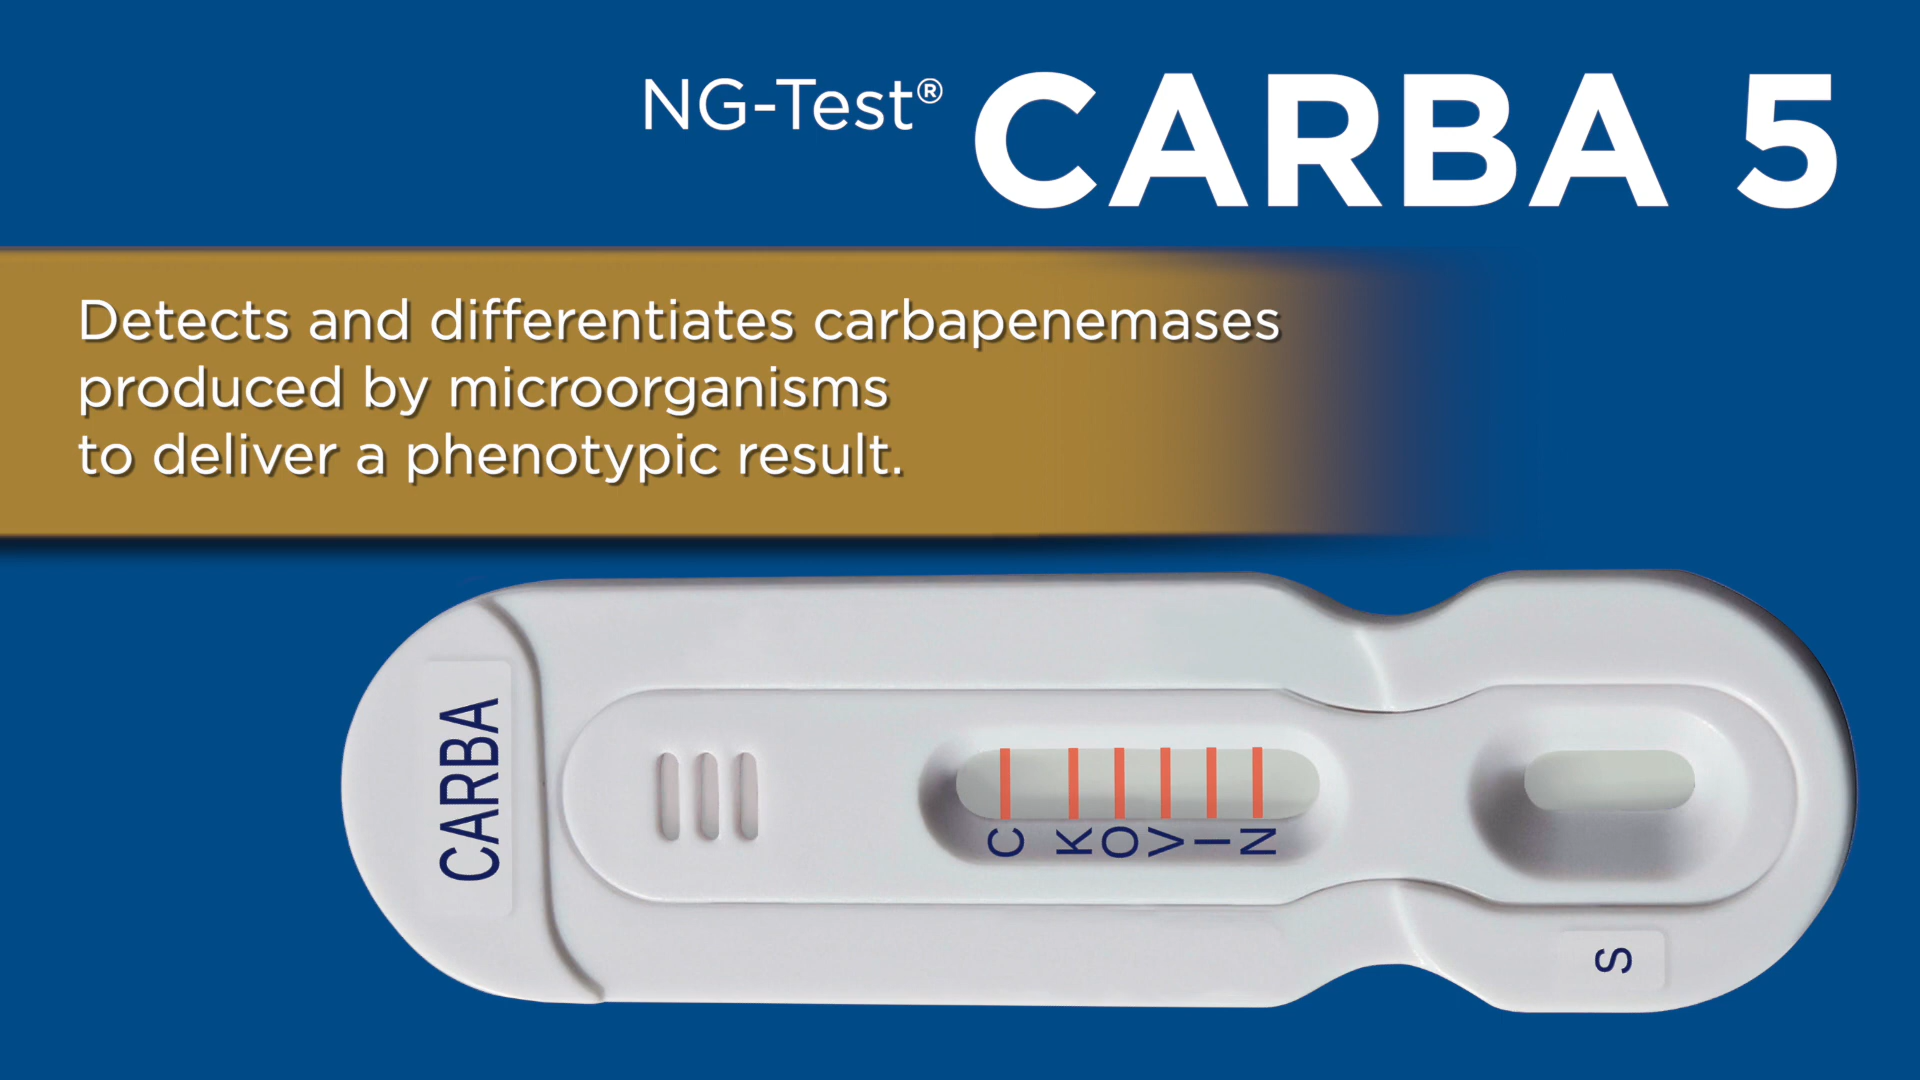 NG-Test® CARBA 5
Detects and differentiates carbapenemases
produced by microorganisms
to deliver a phenotypic result.
CARBA
C K O V I N
S